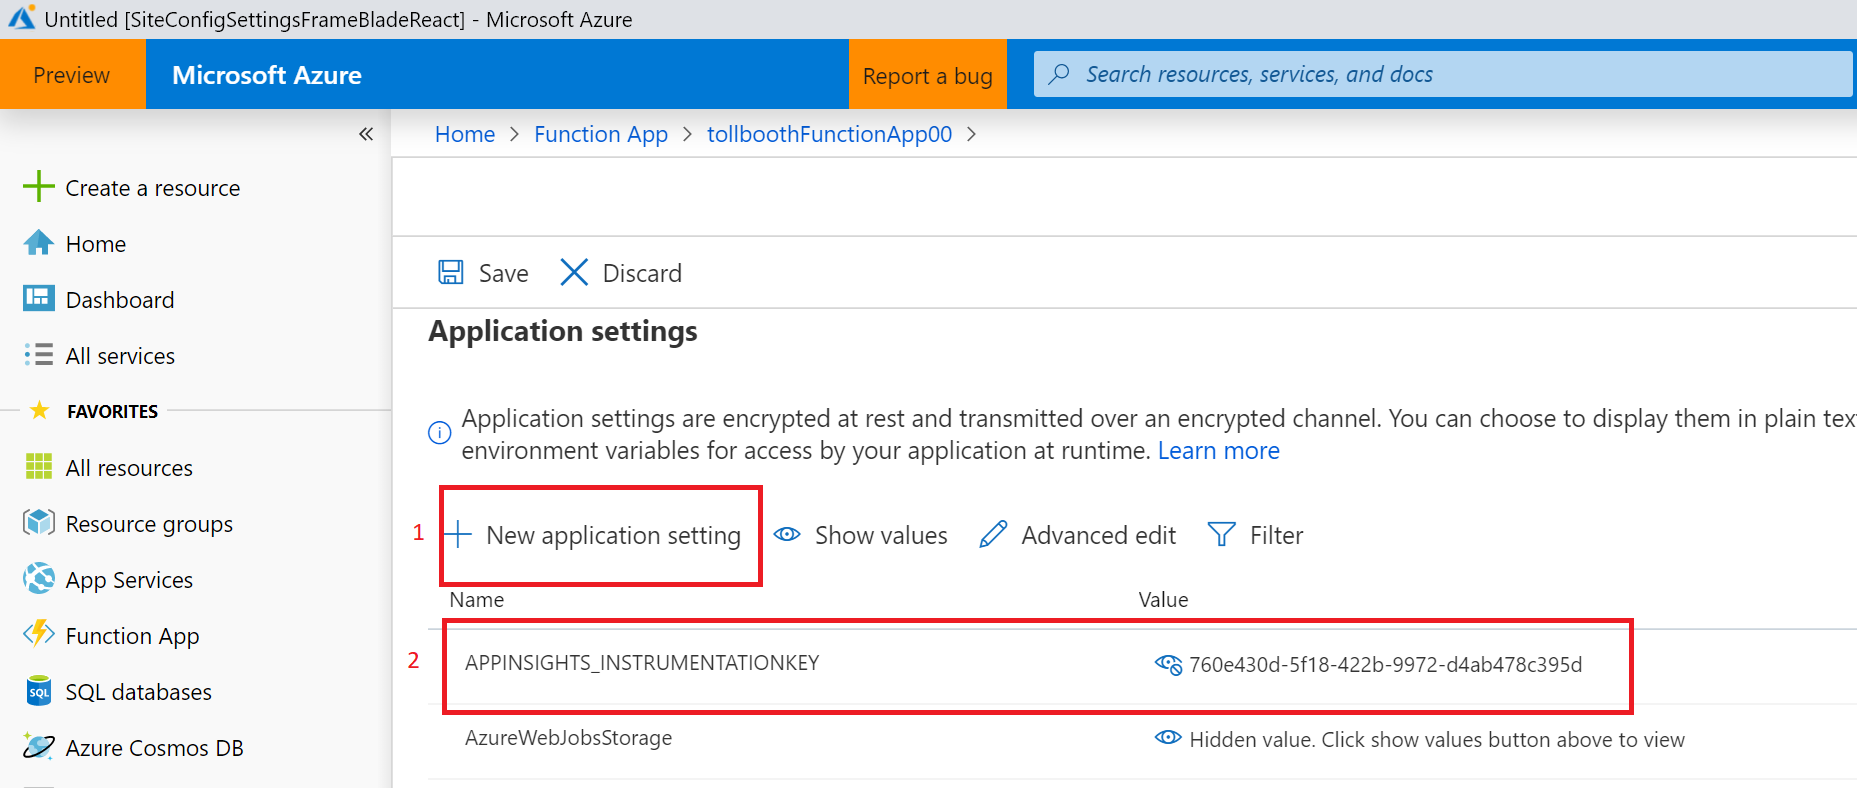 Untitled [SiteConfigSettingsFrameBladeReact] - Microsoft Azure
Preview
Microsoft Azure
Report a bug
Search resources, services, and docs
«
Home > Function App > tollboothFunctionApp00 >
Create a resource
Home
Dashboard
All services
FAVORITES
All resources
Resource groups
App Services
Function App
SQL
SQL databases
Azure Cosmos DB
Save
Discard
Application settings
Application settings are encrypted at rest and transmitted over an encrypted channel. You can choose to display them in plain tex
environment variables for access by your application at runtime. Learn more
1
New application setting
Show values
Advanced edit
Filter
Name
Value
2
APPINSIGHTS_INSTRUMENTATIONKEY
760e430d-5f18-422b-9972-d4ab478c395d
AzureWebJobsStorage
Hidden value. Click show values button above to view